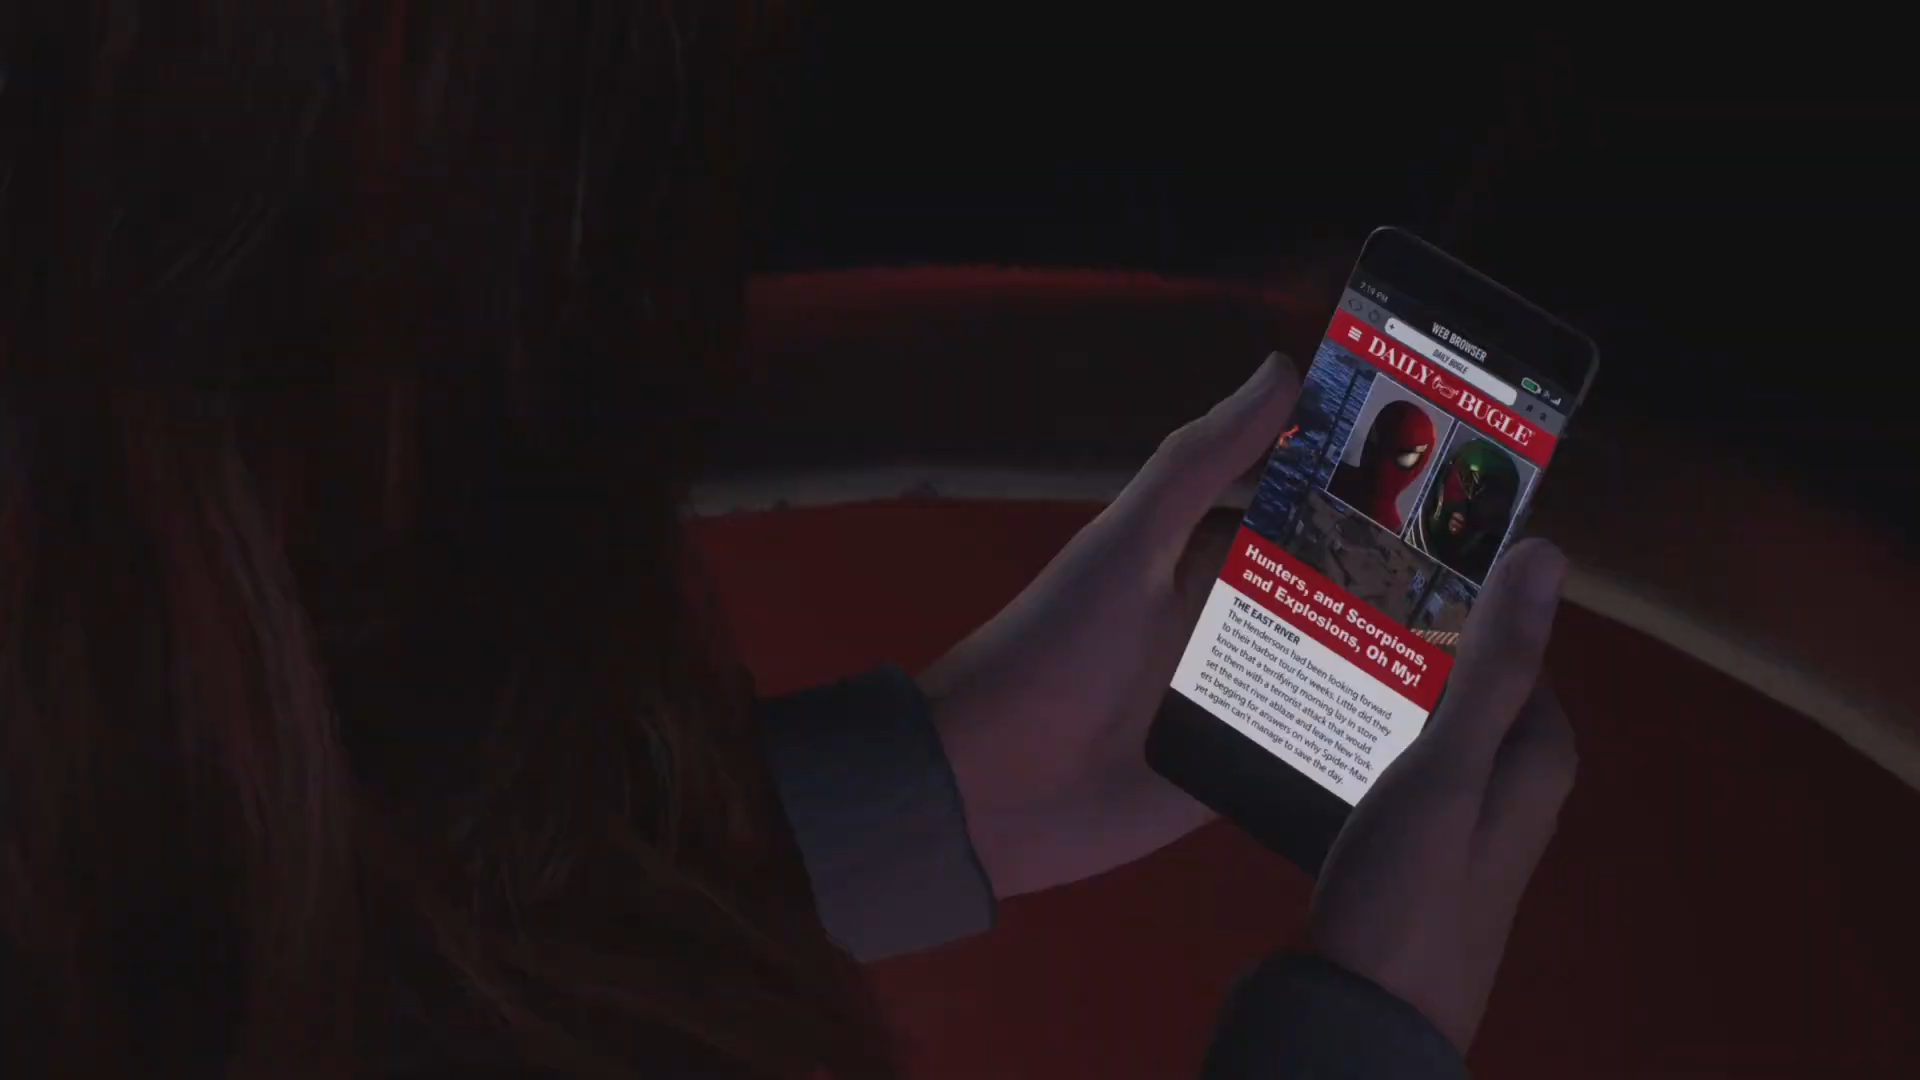 7:19 PM
WEB BROWSER
DAILY BUGLE
DAILY BUGLE
Hunters, and Scorpions,
and Explosions, Oh My!
THE EAST RIVER
The Hendersons had been looking forward
to their harbor tour for weeks. Little did they
know that a terrifying morning lay in store
for them with a terrorist attack that would
set the east river ablaze and leave New York-
ers begging for answers on why Spider-Man
yet again can't manage to save the day.